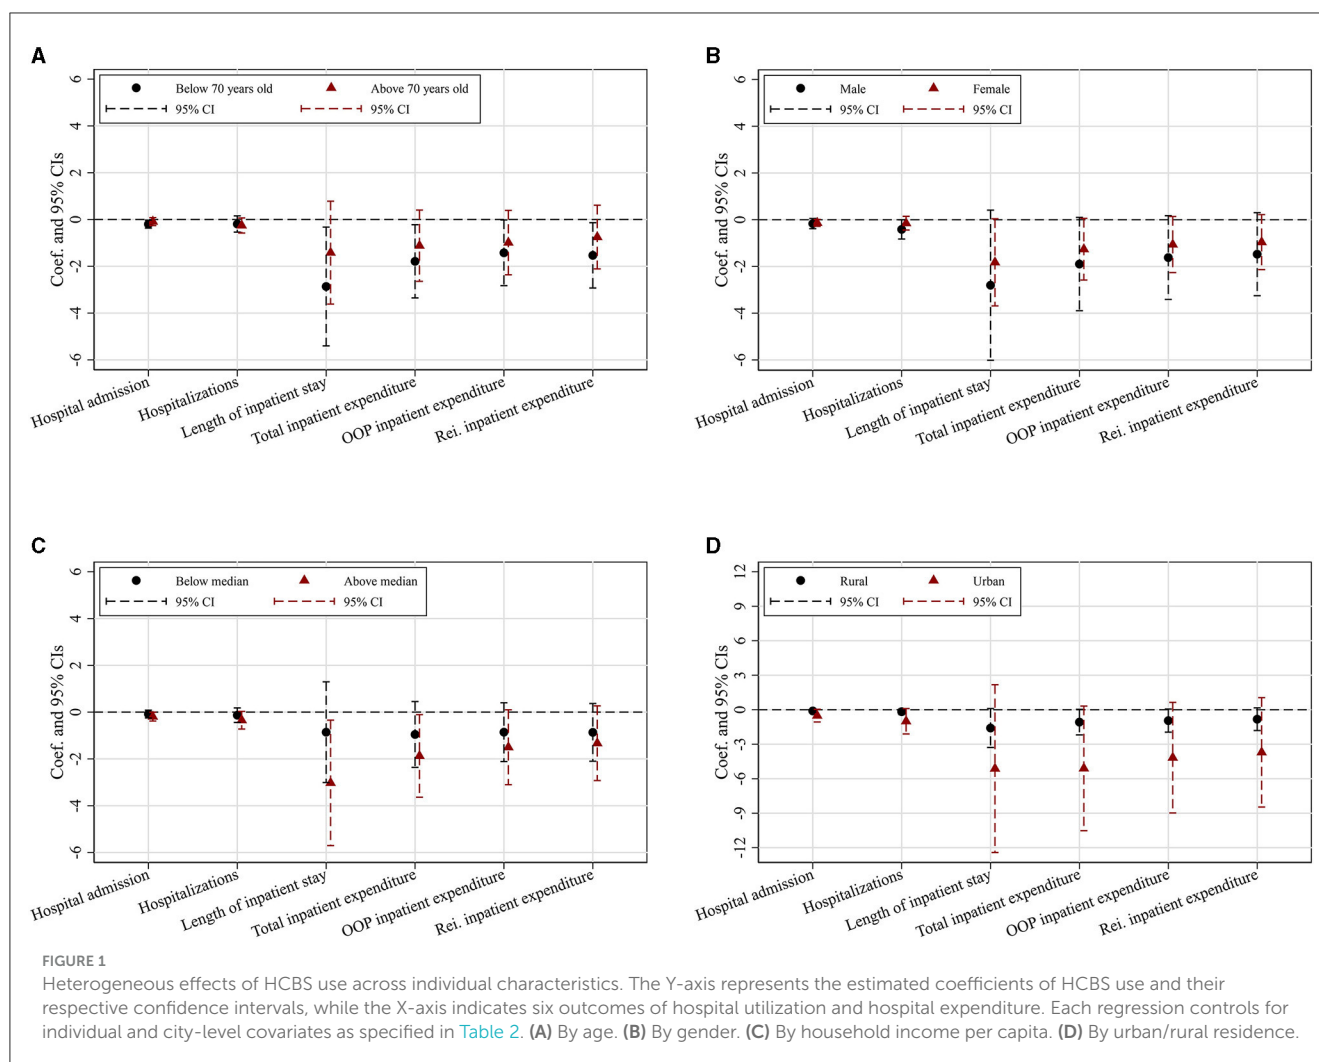 A
Below 70 years old
Above 70 years old
95% CI
95% CI
Coef. and 95% CIs
6
4
2
0
-2
-4
-6
Hospital admission
Hospitalizations
Length of inpatient stay
Total inpatient expenditure
OOP inpatient expenditure
Rei. inpatient expenditure
B
Male
Female
95% CI
95% CI
Coef. and 95% CIs
6
4
2
0
-2
-4
-6
Hospital admission
Hospitalizations
Length of inpatient stay
Total inpatient expenditure
OOP inpatient expenditure
Rei. inpatient expenditure
C
Below median
Above median
95% CI
95% CI
Coef. and 95% CIs
6
4
2
0
-2
-4
-6
Hospital admission
Hospitalizations
Length of inpatient stay
Total inpatient expenditure
OOP inpatient expenditure
Rei. inpatient expenditure
D
Rural
Urban
95% CI
95% CI
Coef. and 95% CIs
12
9
6
3
0
-3
-6
-9
-12
Hospital admission
Hospitalizations
Length of inpatient stay
Total inpatient expenditure
OOP inpatient expenditure
Rei. inpatient expenditure
FIGURE 1
Heterogeneous effects of HCBS use across individual characteristics. The Y-axis represents the estimated coefficients of HCBS use and their
respective confidence intervals, while the X-axis indicates six outcomes of hospital utilization and hospital expenditure. Each regression controls for
individual and city-level covariates as specified in Table 2. (A) By age. (B) By gender. (C) By household income per capita. (D) By urban/rural residence.